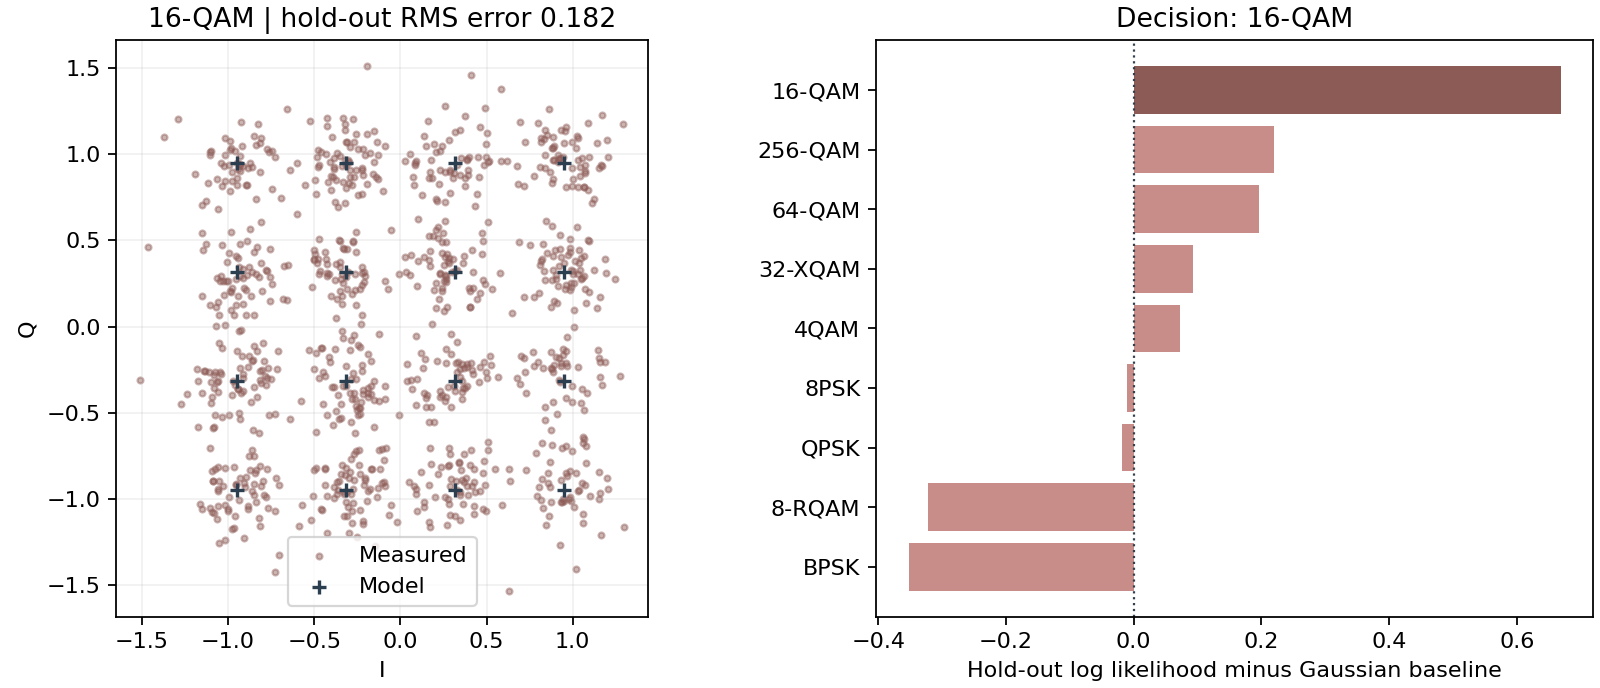 16-QAM | hold-out RMS error 0.182
1.5
1.0
0.5
0.0
−0.5
−1.0
−1.5
Q
−1.5
−1.0
−0.5
0.0
0.5
1.0
I
Measured
Model
Decision: 16-QAM
16-QAM
256-QAM
64-QAM
32-XQAM
4QAM
8PSK
QPSK
8-RQAM
BPSK
−0.4
−0.2
0.0
0.2
0.4
0.6
Hold-out log likelihood minus Gaussian baseline